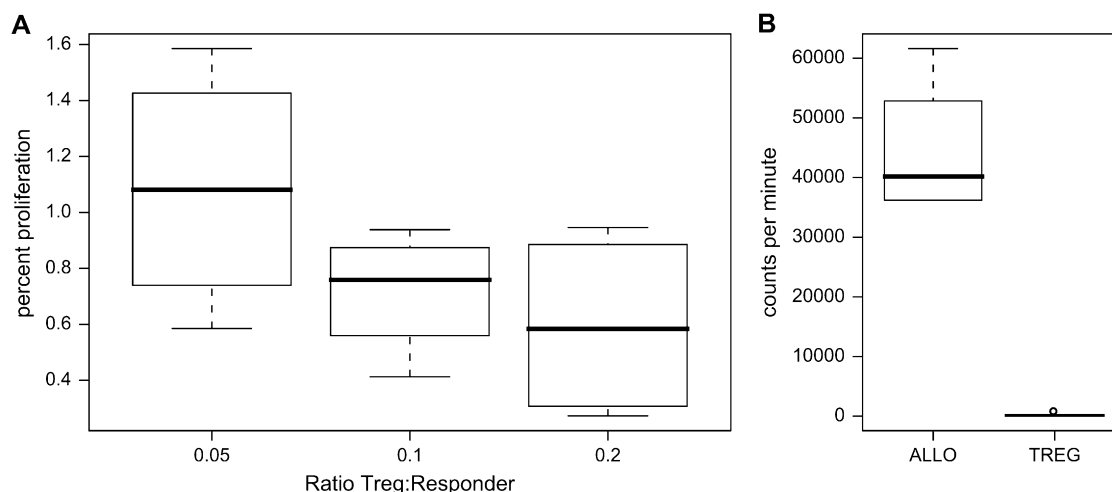 A
percent proliferation
1.6
1.4
1.2
1.0
0.8
0.6
0.4
0.05 0.1 0.2
Ratio Treg:Responder
B
counts per minute
60000
50000
40000
30000
20000
10000
0
ALLO TREG